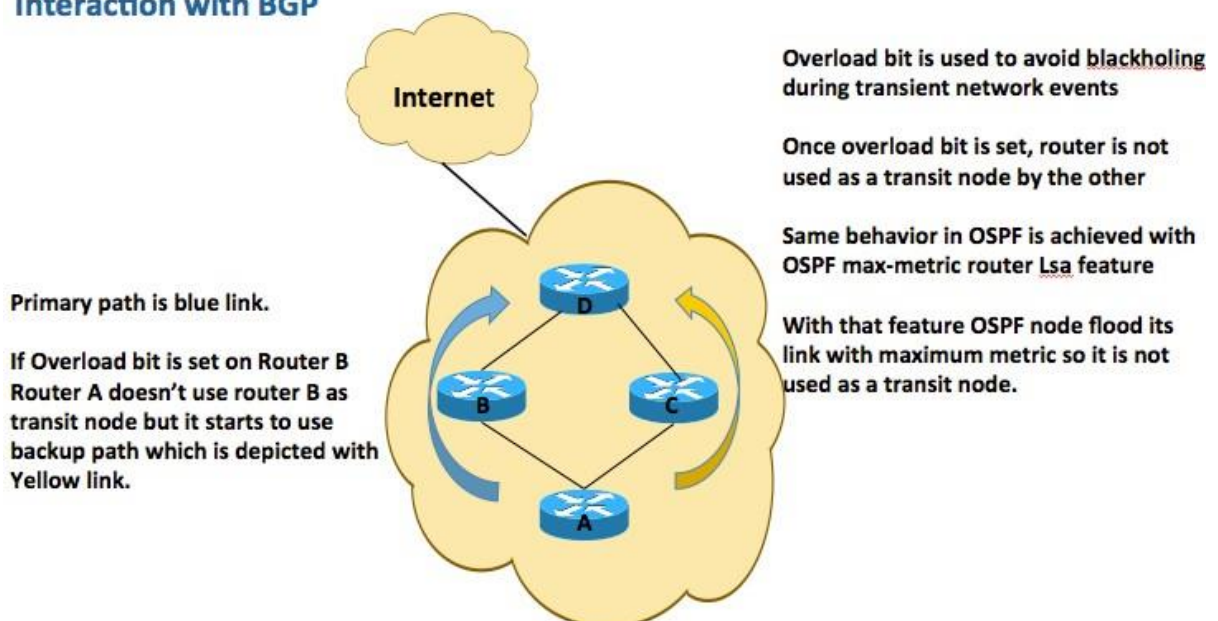 Interaction with BGP
Internet
Overload bit is used to avoid blackholing
during transient network events
Once overload bit is set, router is not
used as a transit node by the other
Same behavior in OSPF is achieved with
OSPF max-metric router Lsa feature
With that feature OSPF node flood its
link with maximum metric so it is not
used as a transit node.
Primary path is blue link.
If Overload bit is set on Router B
Router A doesn't use router B as
transit node but it starts to use
backup path which is depicted with
Yellow link.
D
B
C
A